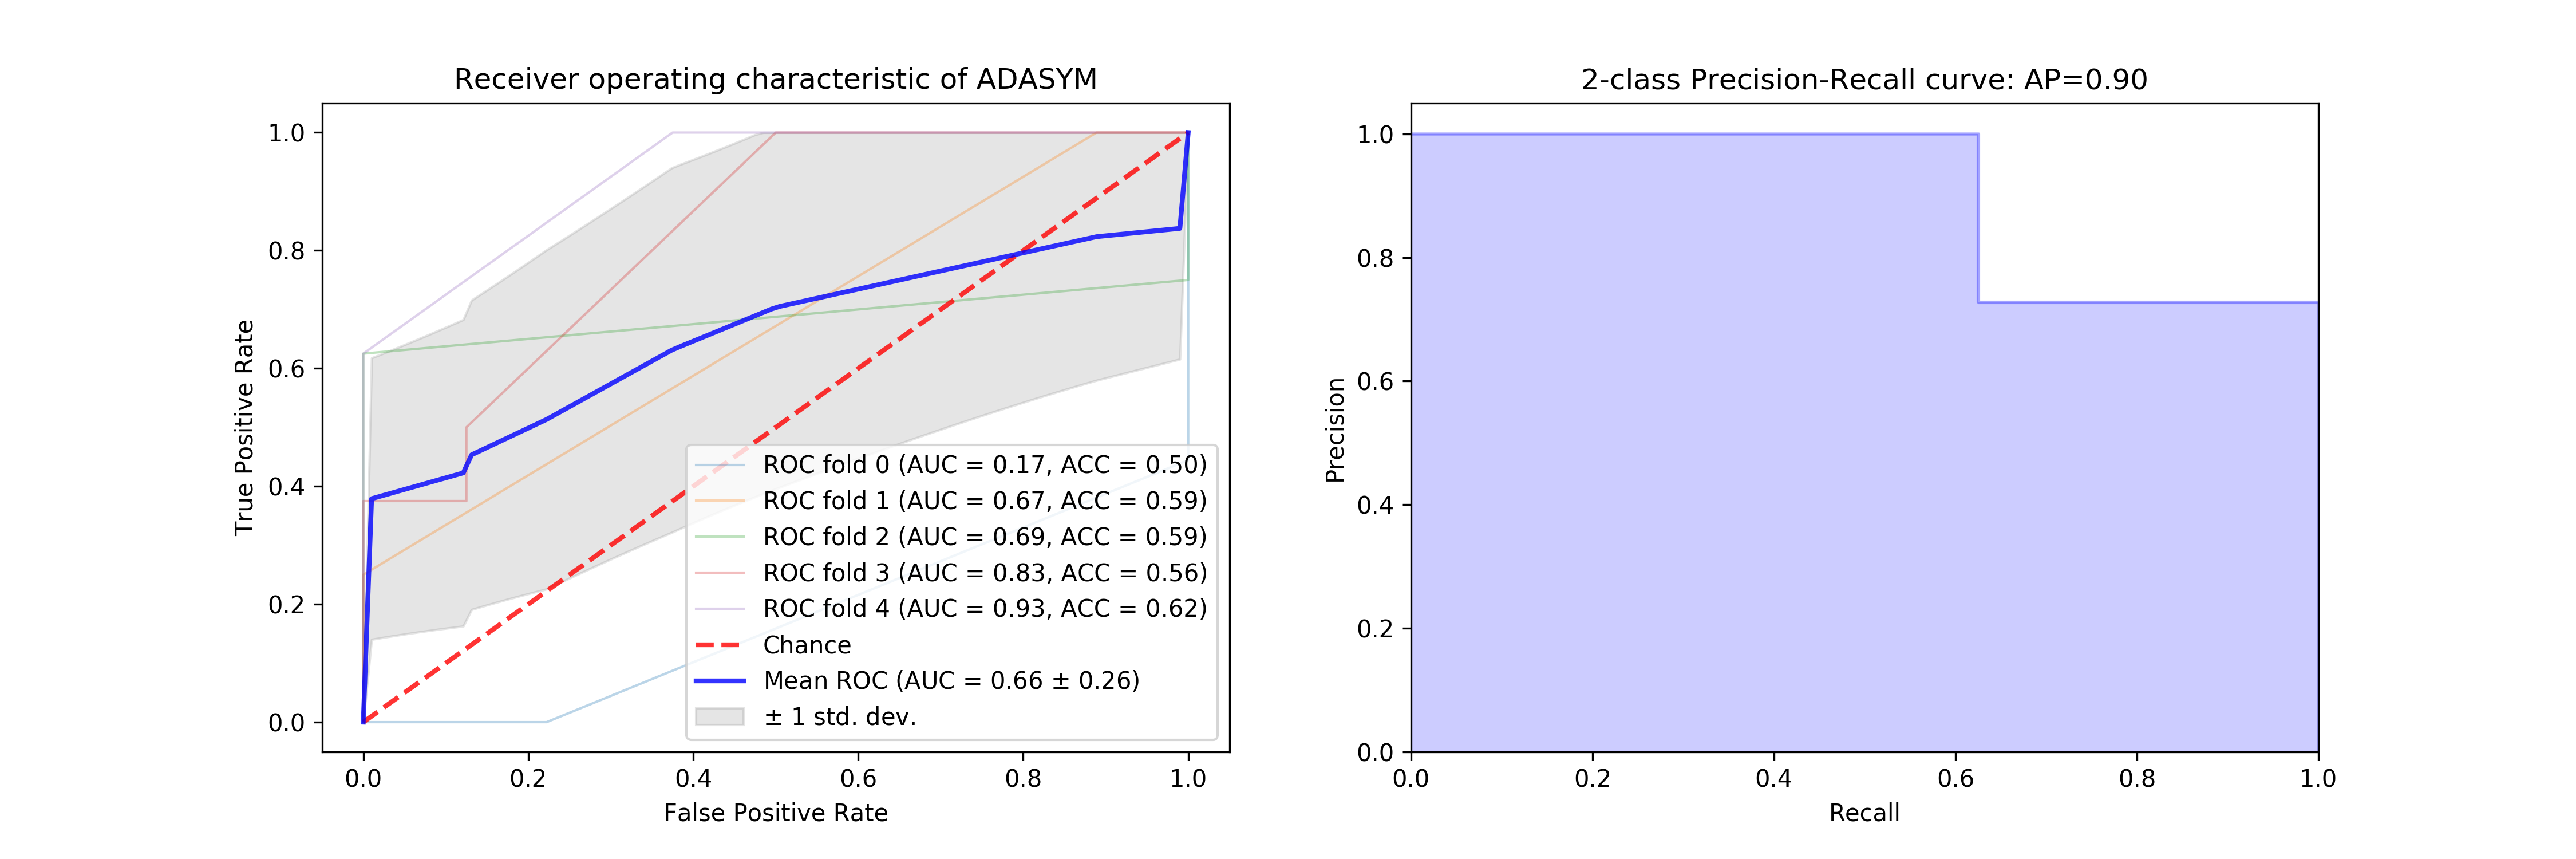 Receiver operating characteristic of ADASYM
True Positive Rate
1.0
0.8
0.6
0.4
0.2
0.0
ROC fold 0 (AUC = 0.17, ACC = 0.50)
ROC fold 1 (AUC = 0.67, ACC = 0.59)
ROC fold 2 (AUC = 0.69, ACC = 0.59)
ROC fold 3 (AUC = 0.83, ACC = 0.56)
ROC fold 4 (AUC = 0.93, ACC = 0.62)
Chance
Mean ROC (AUC = 0.66 ± 0.26)
± 1 std. dev.
0.0 0.2 0.4 0.6 0.8 1.0
False Positive Rate
2-class Precision-Recall curve: AP=0.90
Precision
1.0
0.8
0.6
0.4
0.2
0.0
0.0 0.2 0.4 0.6 0.8 1.0
Recall